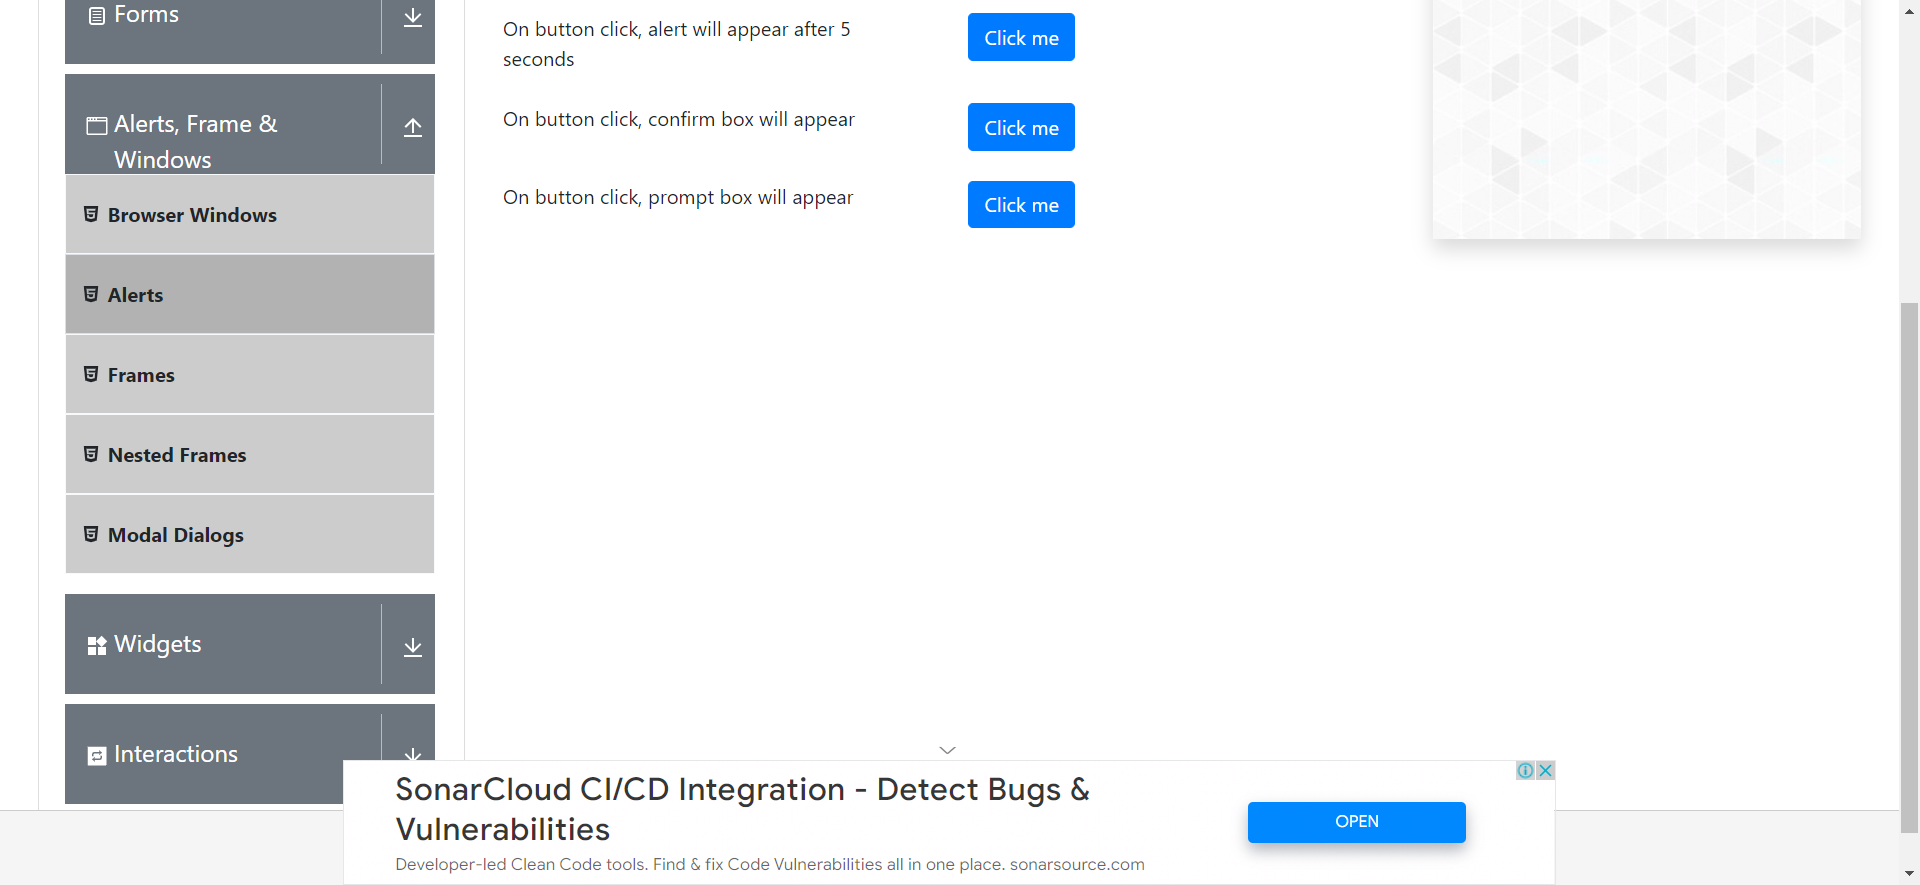 Forms
Alerts, Frame &
Windows
Browser Windows
Alerts
Frames
Nested Frames
Modal Dialogs
Widgets
Interactions
On button click, alert will appear after 5
seconds
Click me
On button click, confirm box will appear
Click me
On button click, prompt box will appear
Click me
SonarCloud CI/CD Integration - Detect Bugs &
Vulnerabilities
Developer-led Clean Code tools. Find & fix Code Vulnerabilities all in one place. sonarsource.com
OPEN